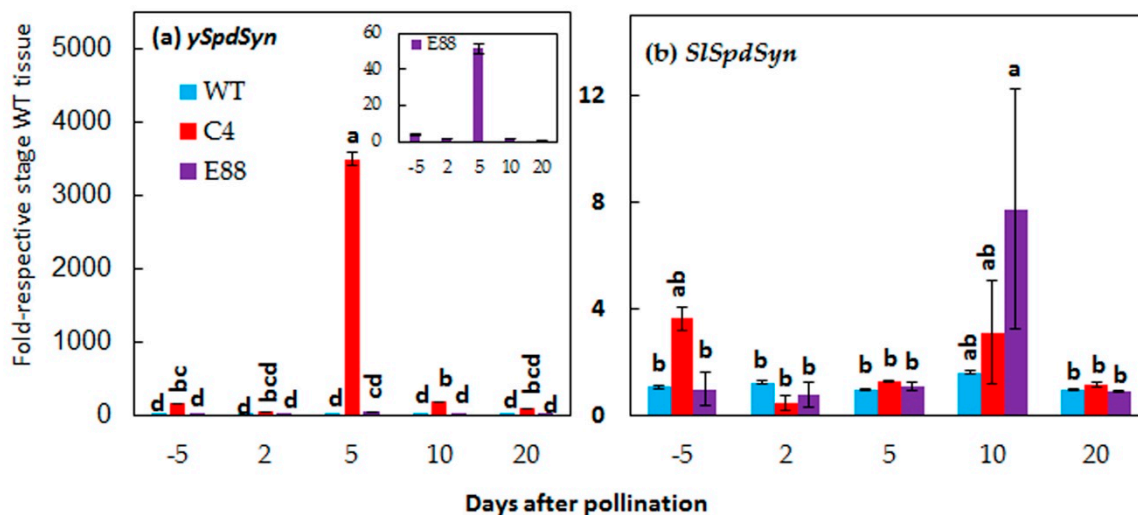 Fold-respective stage WT tissue
(a) ySpdSyn
WT
C4
E88
5000
4000
3000
2000
1000
0
d bc d
d bcd d
d a cd
d b d
d bcd d
-5 2 5 10 20
E88
60
40
20
0
-5 2 5 10 20
(b) SlSpdSyn
12
8
4
0
b ab b
b b b
b b b
ab ab a
b b b
-5 2 5 10 20
Days after pollination